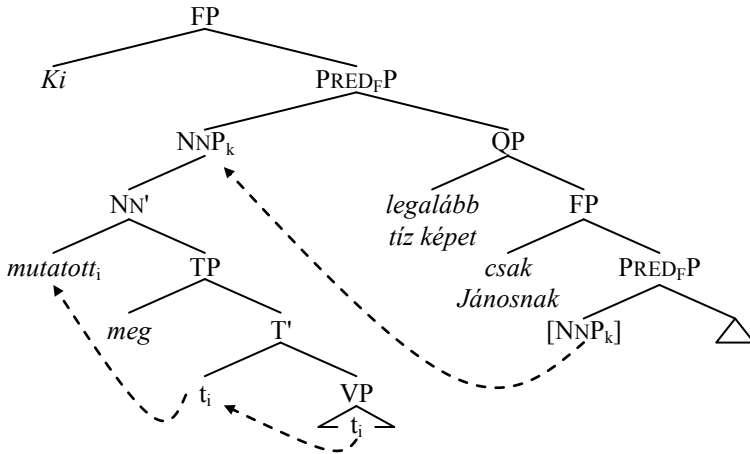 FP
Ki PREDFP
NNPk QP
NN' legalább tíz képet FP
mutatotti TP csak Jánosnak PREDFP
meg T' [NNPk]
ti VP
ti